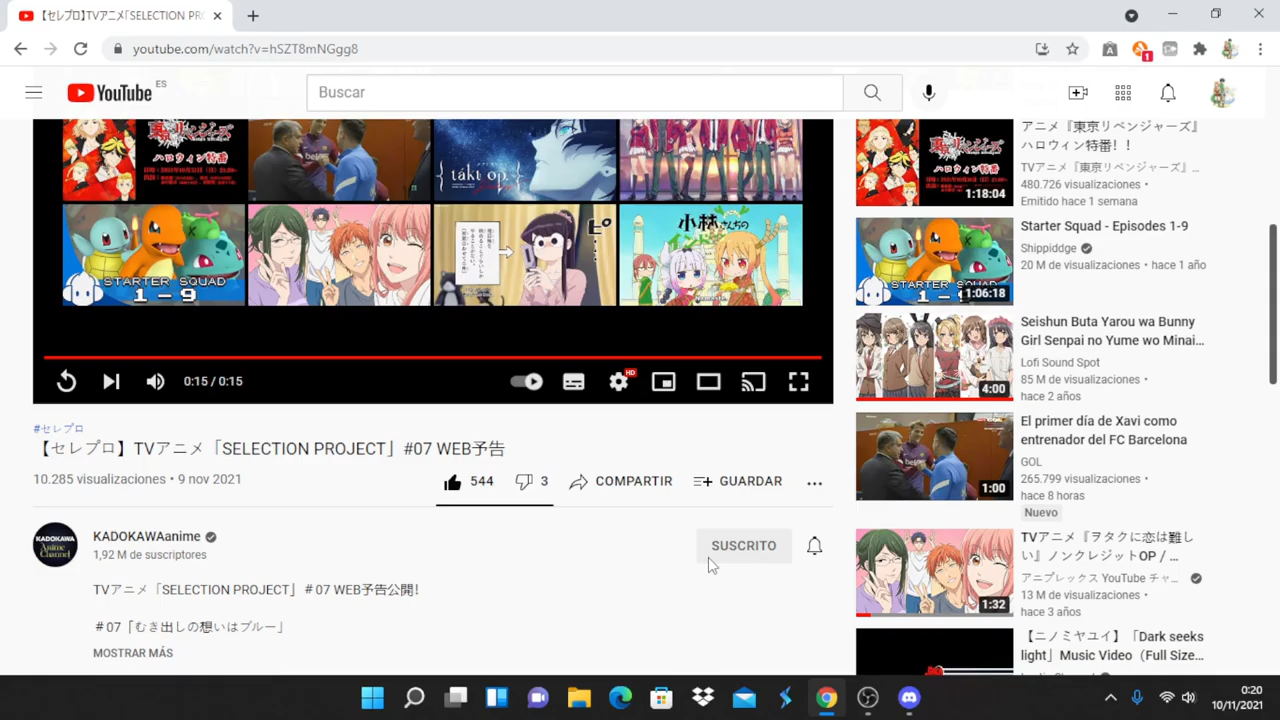 【セレプロ】TVアニメ「SELECTION PRO
youtube.com/watch?v=hSZT8mNGgg8
1
YouTube ES
Buscar
ハロウィン特番
takt op.
STARTER SQUAD
1 - 9
小林さんちの
0:15 / 0:15
HD
#セレプロ
【セレプロ】TVアニメ「SELECTION PROJECT」#07 WEB予告
10.285 visualizaciones • 9 nov 2021
544
3
COMPARTIR
GUARDAR
KADOKAWA
Anime
Channel
KADOKAWAanime
1,92 M de suscriptores
SUSCRITO
TVアニメ「SELECTION PROJECT」＃07 WEB予告公開！
＃07「むき出しの想いはブルー」
MOSTRAR MÁS
アニメ『東京リベンジャーズ』
ハロウィン特番！！
TVアニメ『東京リベンジャーズ』...
480.726 visualizaciones •
Emitido hace 1 semana
1:18:04
Starter Squad - Episodes 1-9
Shippiddge
20 M de visualizaciones • hace 1 año
STARTER SQUAD
1:06:18
Seishun Buta Yarou wa Bunny
Girl Senpai no Yume wo Minai...
Lofi Sound Spot
85 M de visualizaciones •
hace 2 años
4:00
El primer día de Xavi como
entrenador del FC Barcelona
GOL
265.799 visualizaciones •
hace 8 horas
Nuevo
1:00
TVアニメ『ヲタクに恋は難し
い』ノンクレジットOP / ...
アニプレックス YouTube チャ...
13 M de visualizaciones •
hace 3 años
1:32
【ニノミヤユイ】「Dark seeks
light」Music Video（Full Size...
0:20
10/11/2021